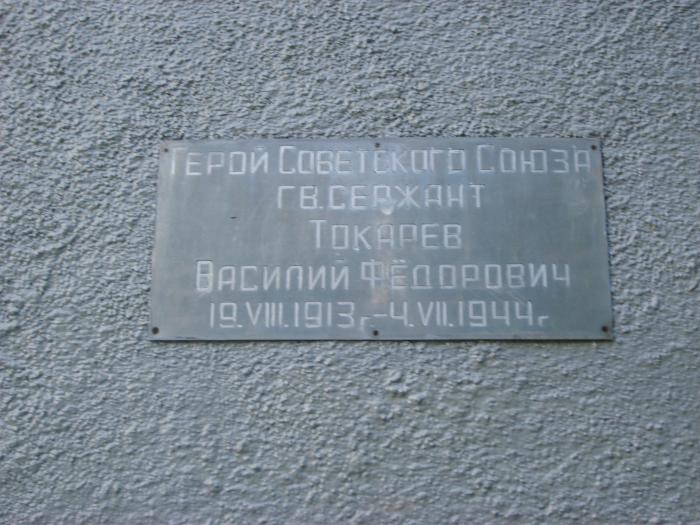 Герой Советского Союза
гв. сержант
Токарев
Василий Фёдорович
19.VIII.1913г.-4.VII.1944г.